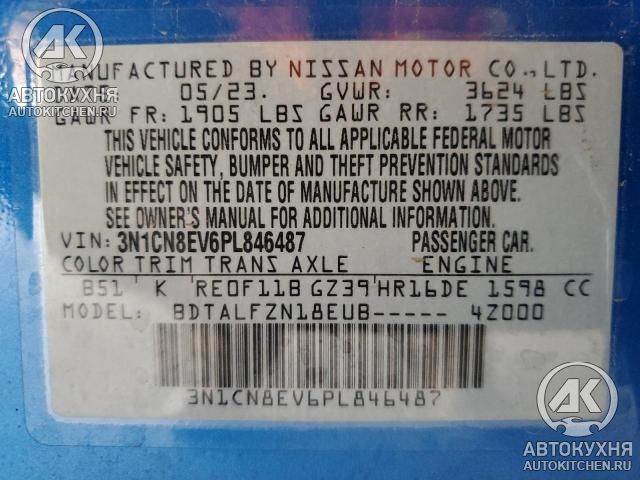 AK
АВТОКУХНЯ
AUTOKITCHEN.RU
MANUFACTURED BY NISSAN MOTOR CO., LTD.
05/23. GVWR: 3624 LBS
GAWR FR: 1905 LBS GAWR RR: 1735 LBS
THIS VEHICLE CONFORMS TO ALL APPLICABLE FEDERAL MOTOR
VEHICLE SAFETY, BUMPER AND THEFT PREVENTION STANDARDS
IN EFFECT ON THE DATE OF MANUFACTURE SHOWN ABOVE.
SEE OWNER'S MANUAL FOR ADDITIONAL INFORMATION.
VIN: 3N1CN8EV6PL846487 PASSENGER CAR.
COLOR TRIM TRANS AXLE ENGINE
B51 K RE0F11B GZ39 HR16DE 1598 CC
MODEL: BDTALFZN18EUB----- 4Z000
3N1CN8EV6PL846487
AK
АВТОКУХНЯ
AUTOKITCHEN.RU